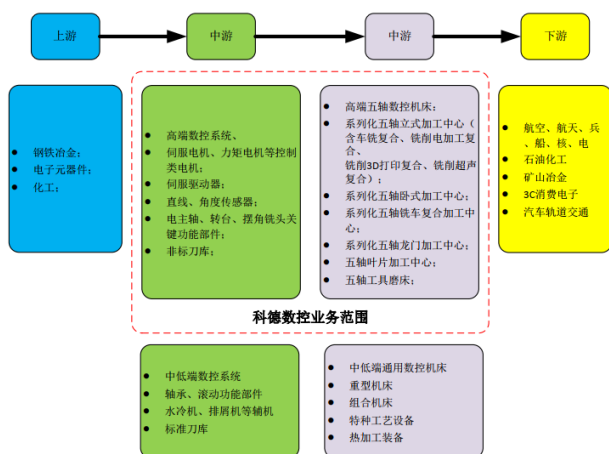 上游
中游
中游
下游
钢铁冶金；
电子元器件；
化工；
高端数控系统、
伺服电机、力矩电机等控制
类电机；
伺服驱动器；
直线、角度传感器；
电主轴、转台、摆角铣头关
键功能部件；
非标刀库；
高端五轴数控机床：
系列化五轴立式加工中心（
含车铣复合、铣削电加工复
合、
铣削3D打印复合、铣削超声
复合）；
系列化五轴卧式加工中心；
系列化五轴铣车复合加工中
心；
系列化五轴龙门加工中心；
五轴叶片加工中心；
五轴工具磨床；
航空、航天、兵
、船、核、电
石油化工
矿山冶金
3C消费电子
汽车轨道交通
科德数控业务范围
中低端数控系统
轴承、滚动功能部件
水冷机、排屑机等辅机
标准刀库
中低端通用数控机床
重型机床
组合机床
特种工艺设备
热加工装备